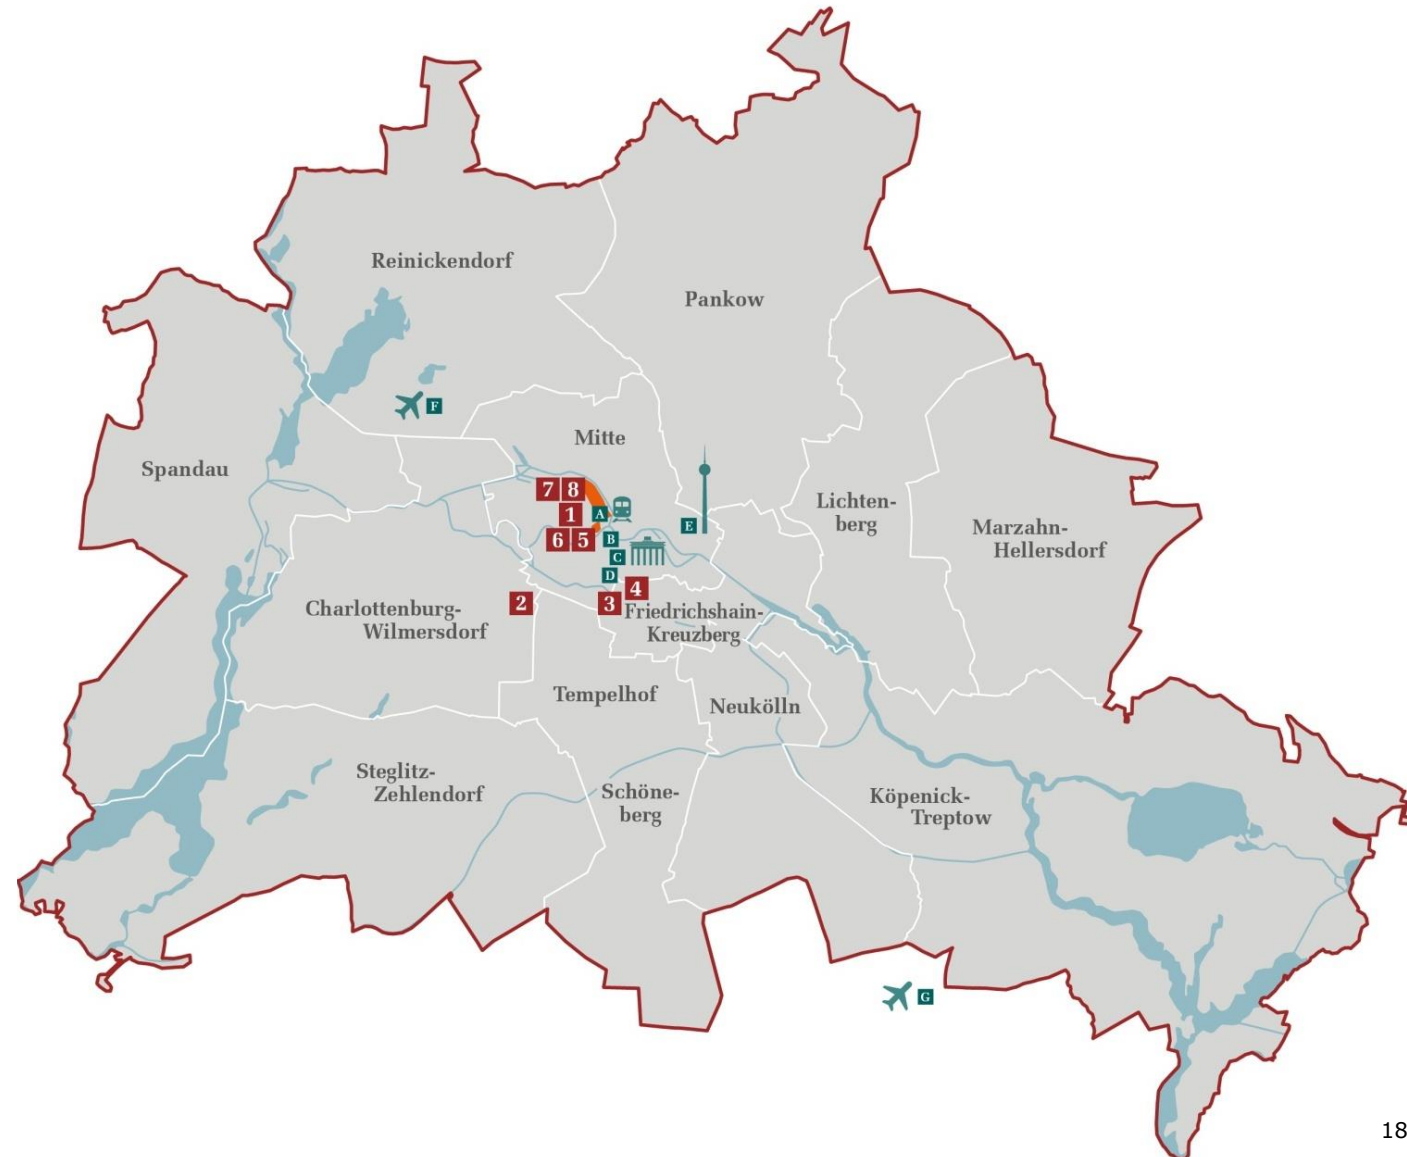 Reinickendorf
Pankow
F
Mitte
Spandau
7 8
Lichten-
berg
1 A
E
Marzahn-
Hellersdorf
6 5 B
C
D
4
2
3
Charlottenburg-
Wilmersdorf
Friedrichshain-
Kreuzberg
Tempelhof
Neukölln
Steglitz-
Zehlendorf
Schöne-
berg
Köpenick-
Treptow
G
18